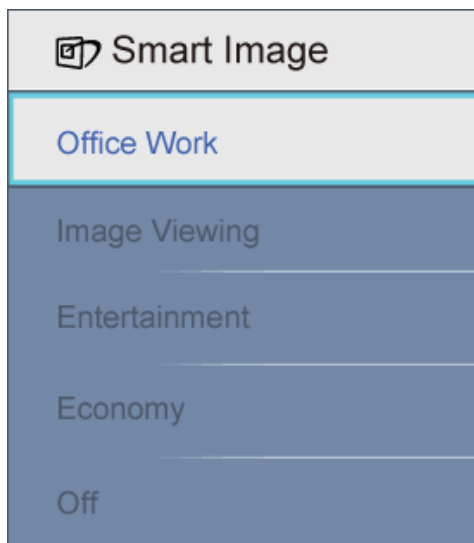 Smart Image
Office Work
Image Viewing
Entertainment
Economy
Off